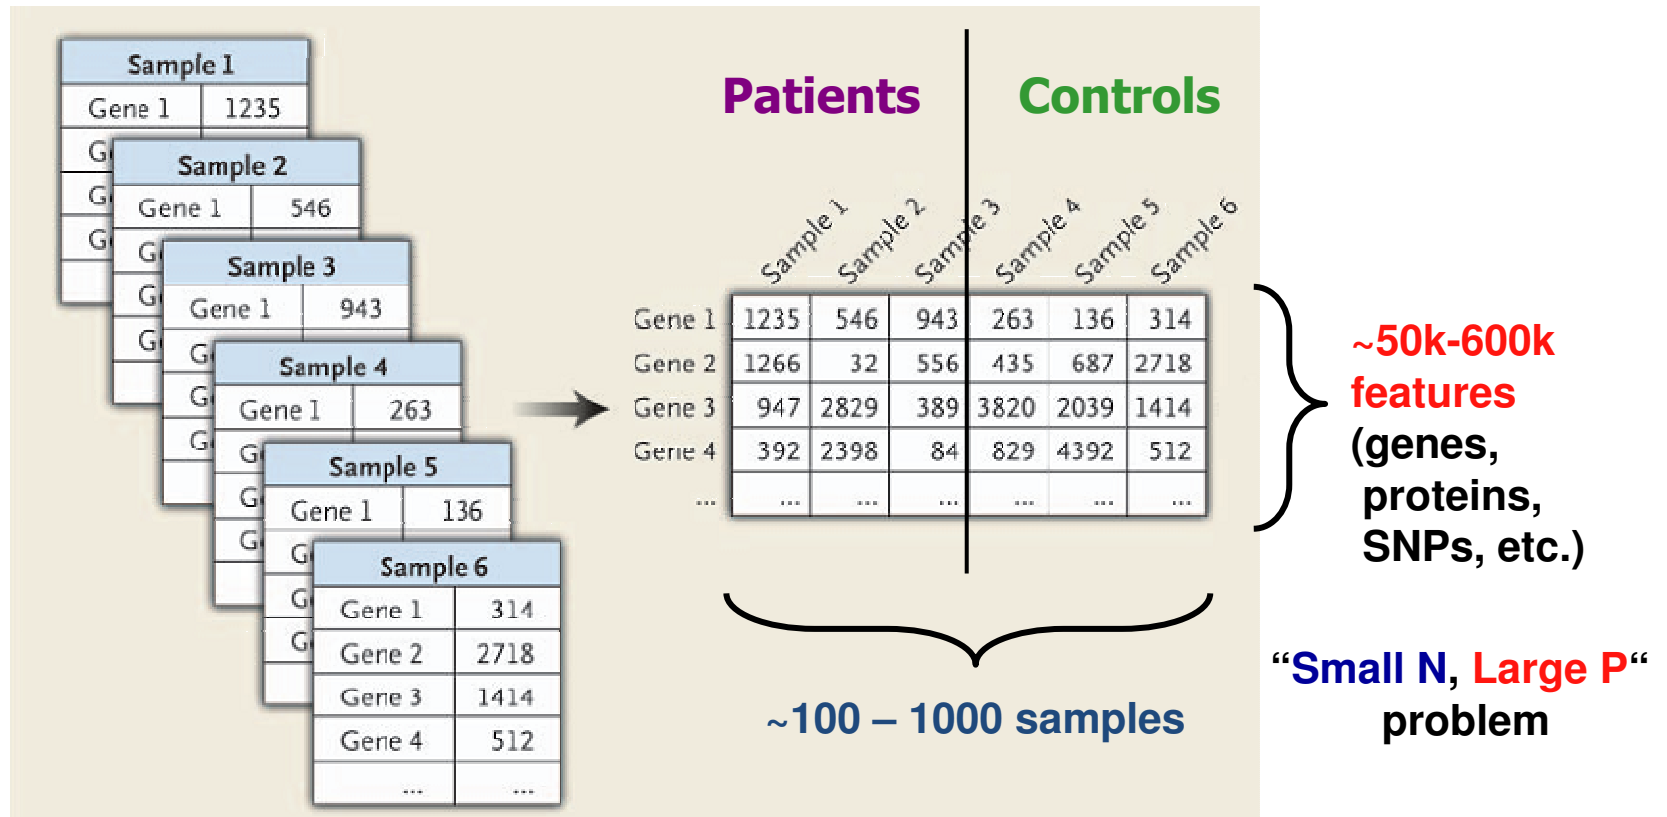 Sample 1
Gene 1 1235
G
G
G
Sample 2
Gene 1 546
G
G
G
Sample 3
Gene 1 943
G
G
G
Sample 4
Gene 1 263
G
G
G
Sample 5
Gene 1 136
G
G
G
Sample 6
Gene 1 314
Gene 2 2718
Gene 3 1414
Gene 4 512
... ...
Patients Controls
Sample 1 Sample 2 Sample 3 Sample 4 Sample 5 Sample 6
Gene 1 1235 546 943 263 136 314
Gene 2 1266 32 556 435 687 2718
Gene 3 947 2829 389 3820 2039 1414
Gene 4 392 2398 84 829 4392 512
... ... ... ... ... ... ...
~100 – 1000 samples
~50k-600k
features
(genes,
proteins,
SNPs, etc.)
“Small N, Large P“
problem